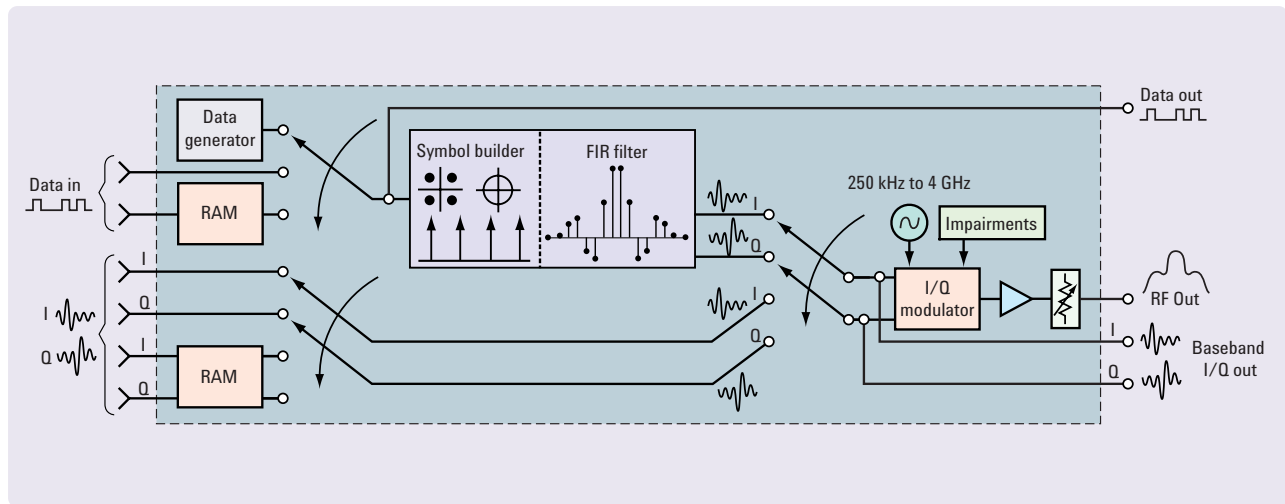 Data
generator
Data in
RAM
I
Q
I
Q
I
Q
RAM
Symbol builder
FIR filter
I
Q
I
Q
250 kHz to 4 GHz
Impairments
I/Q
modulator
Data out
RF Out
I
Q
Baseband
I/Q out